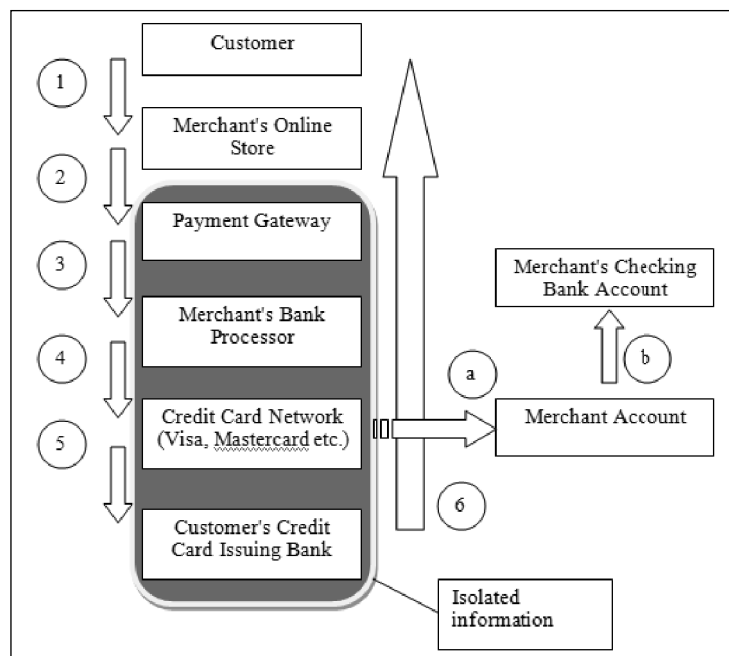 Customer
1
Merchant's Online
Store
2
Payment Gateway
3
Merchant's Bank
Processor
4
Credit Card Network
(Visa, Mastercard etc.)
5
Customer's Credit
Card Issuing Bank
6
a
Merchant Account
b
Merchant's Checking
Bank Account
Isolated
information